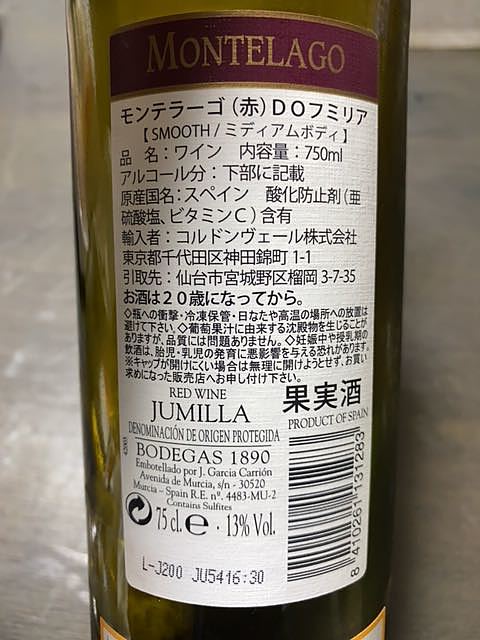 MONTELAGO
モンテラーゴ（赤）ＤＯフミリア
【 SMOOTH / ミディアムボディ 】
品　名：ワイン　内容量：750ml
アルコール分：下部に記載
原産国名：スペイン　酸化防止剤（亜
硫酸塩、ビタミンＣ）含有
輸入者：コルドンヴェール株式会社
東京都千代田区神田錦町 1-1
引取先：仙台市宮城野区榴岡 3-7-35
お酒は２０歳になってから。
◇瓶への衝撃・冷凍保管・日なたや高温の場所への放置は
避けて下さい.◇葡萄果汁に由来する沈殿物を生じることが
ありますが、品質には問題ありません。◇妊娠中や授乳期の
飲酒は、胎児・乳児の発育に悪影響を与える恐れがあります。
※キャップが開けにくい場合は無理に開けようとせず、お買い
求めになった販売店へお申し付け下さい。
RED WINE
JUMILLA
DENOMINACIÓN DE ORIGEN PROTEGIDA
果実酒
PRODUCT OF SPAIN
BODEGAS 1890
Embotellado por J. García Carrión
Avenida de Murcia, s/n - 30520
Murcia – Spain R.E. nº. 4483-MU-2
Contains Sulfites
75 cl. e · 13% Vol.
L-J200 JU5416:30
8 410261 131283